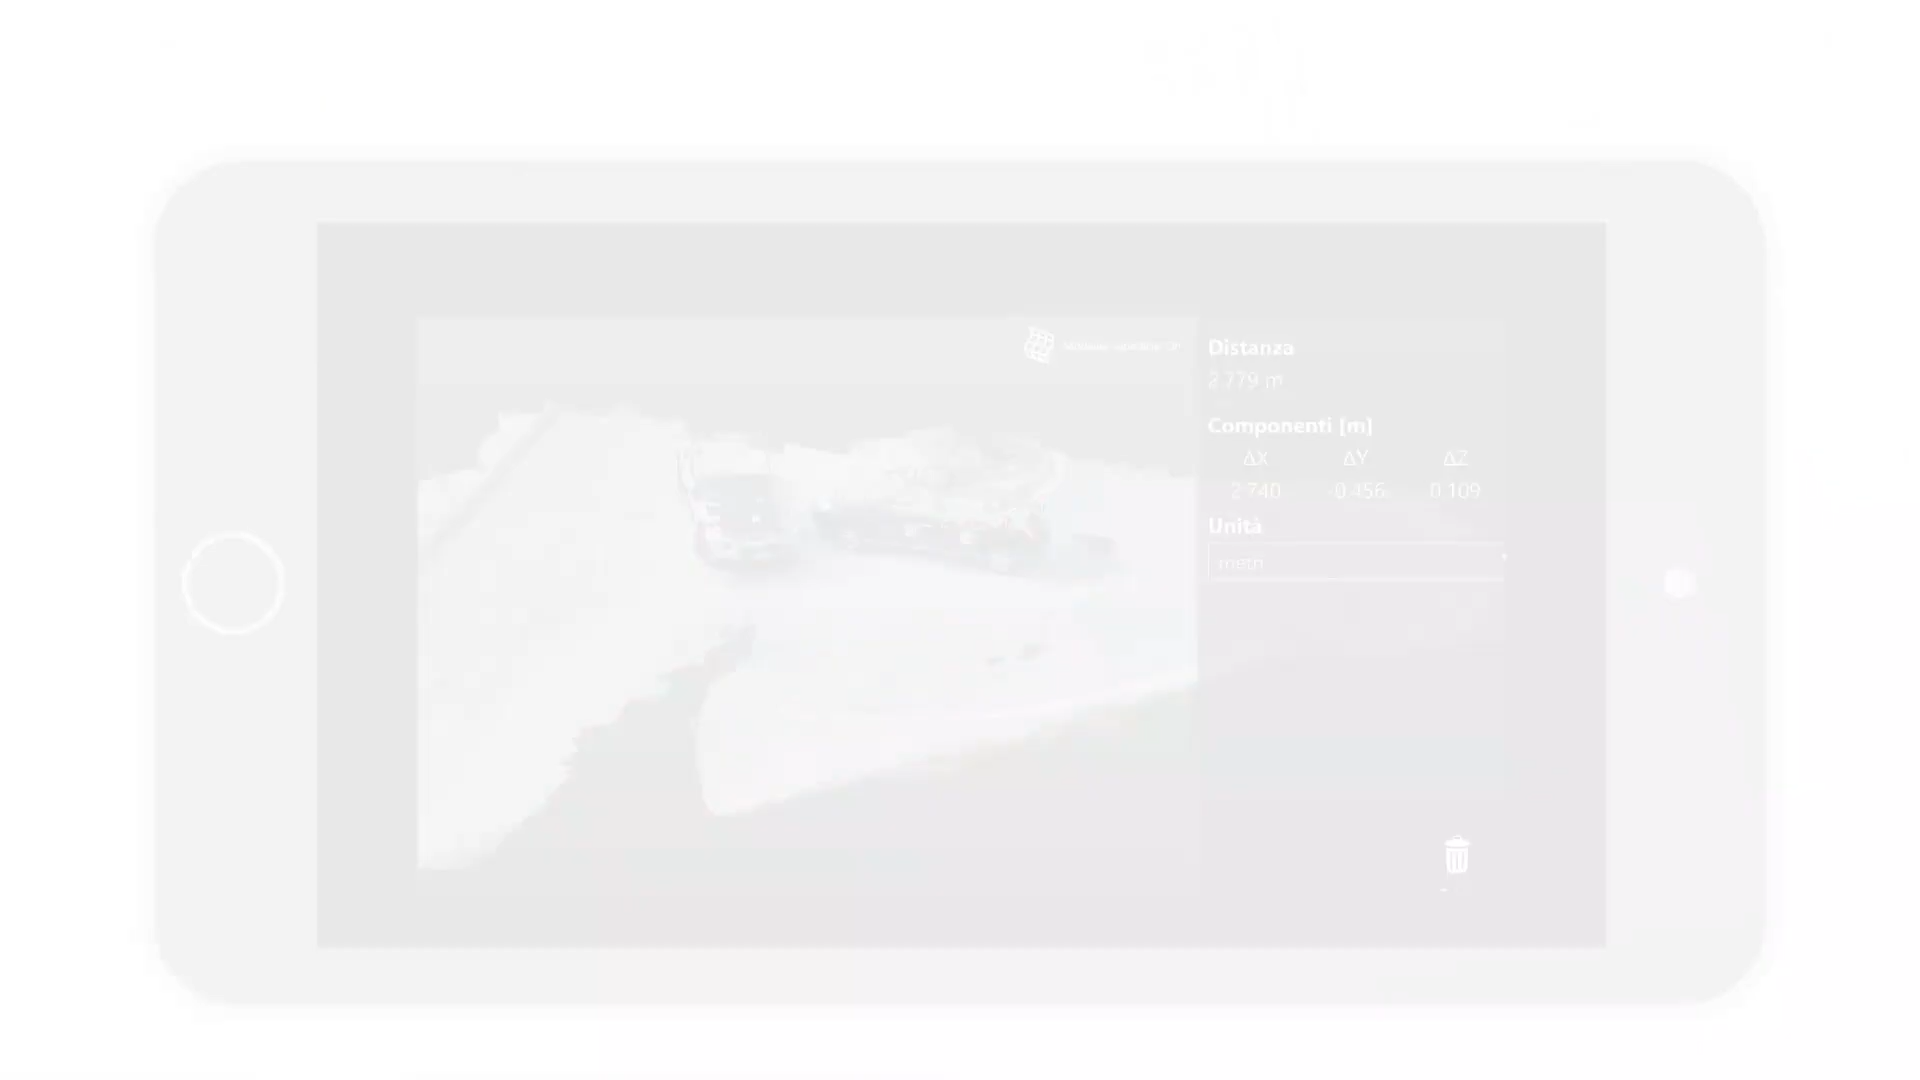 Distanza
2.779 m
Componenti [m]
ΔX ΔY ΔZ
2.740 -0.456 0.109
Unità
metri